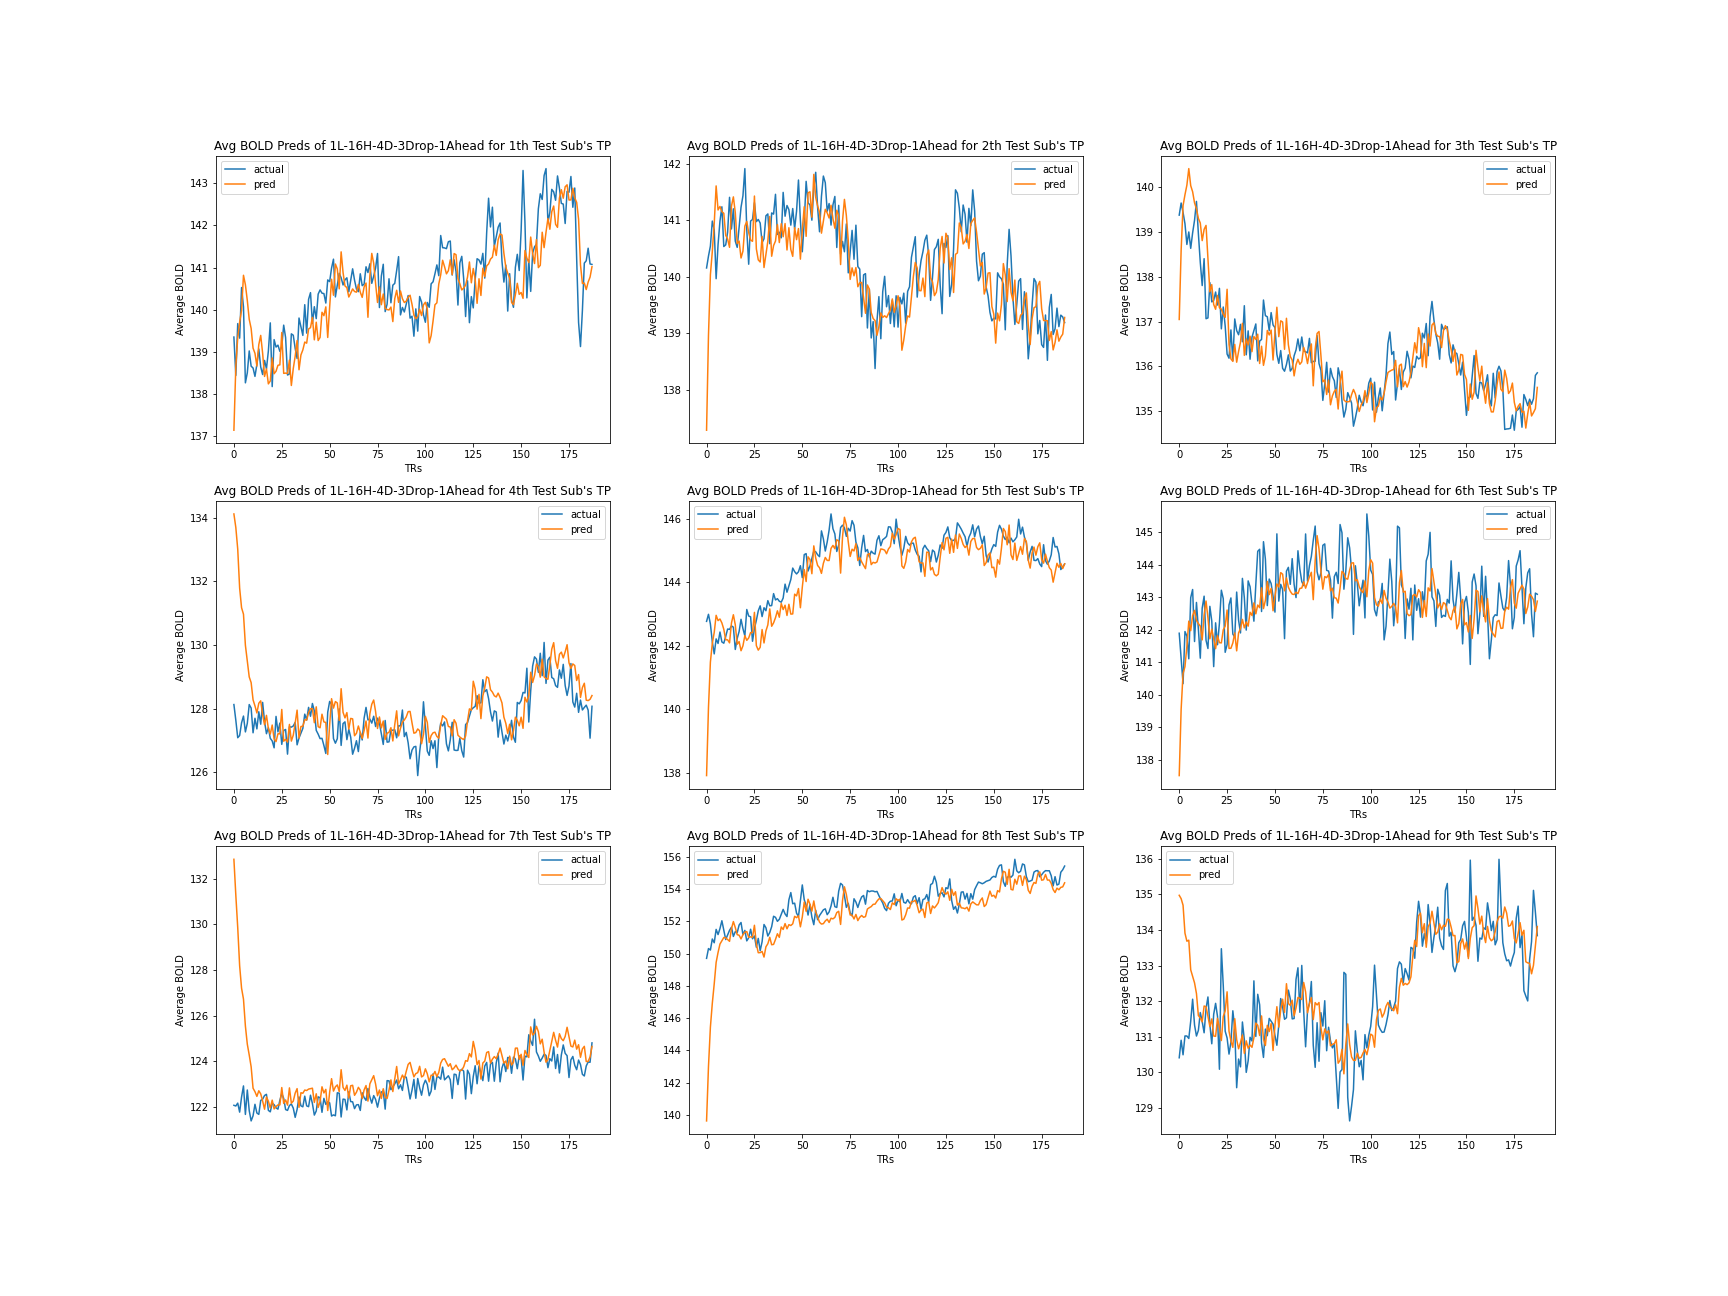 Avg BOLD Preds of 1L-16H-4D-3Drop-1Ahead for 1th Test Sub's TP
actual
pred
143
142
141
140
139
138
137
Average BOLD
0 25 50 75 100 125 150 175
TRs
Avg BOLD Preds of 1L-16H-4D-3Drop-1Ahead for 2th Test Sub's TP
actual
pred
142
141
140
139
138
Average BOLD
0 25 50 75 100 125 150 175
TRs
Avg BOLD Preds of 1L-16H-4D-3Drop-1Ahead for 3th Test Sub's TP
actual
pred
140
139
138
137
136
135
Average BOLD
0 25 50 75 100 125 150 175
TRs
Avg BOLD Preds of 1L-16H-4D-3Drop-1Ahead for 4th Test Sub's TP
actual
pred
134
132
130
128
126
Average BOLD
0 25 50 75 100 125 150 175
TRs
Avg BOLD Preds of 1L-16H-4D-3Drop-1Ahead for 5th Test Sub's TP
actual
pred
146
144
142
140
138
Average BOLD
0 25 50 75 100 125 150 175
TRs
Avg BOLD Preds of 1L-16H-4D-3Drop-1Ahead for 6th Test Sub's TP
actual
pred
145
144
143
142
141
140
139
138
Average BOLD
0 25 50 75 100 125 150 175
TRs
Avg BOLD Preds of 1L-16H-4D-3Drop-1Ahead for 7th Test Sub's TP
actual
pred
132
130
128
126
124
122
Average BOLD
0 25 50 75 100 125 150 175
TRs
Avg BOLD Preds of 1L-16H-4D-3Drop-1Ahead for 8th Test Sub's TP
actual
pred
156
154
152
150
148
146
144
142
140
Average BOLD
0 25 50 75 100 125 150 175
TRs
Avg BOLD Preds of 1L-16H-4D-3Drop-1Ahead for 9th Test Sub's TP
actual
pred
136
135
134
133
132
131
130
129
Average BOLD
0 25 50 75 100 125 150 175
TRs